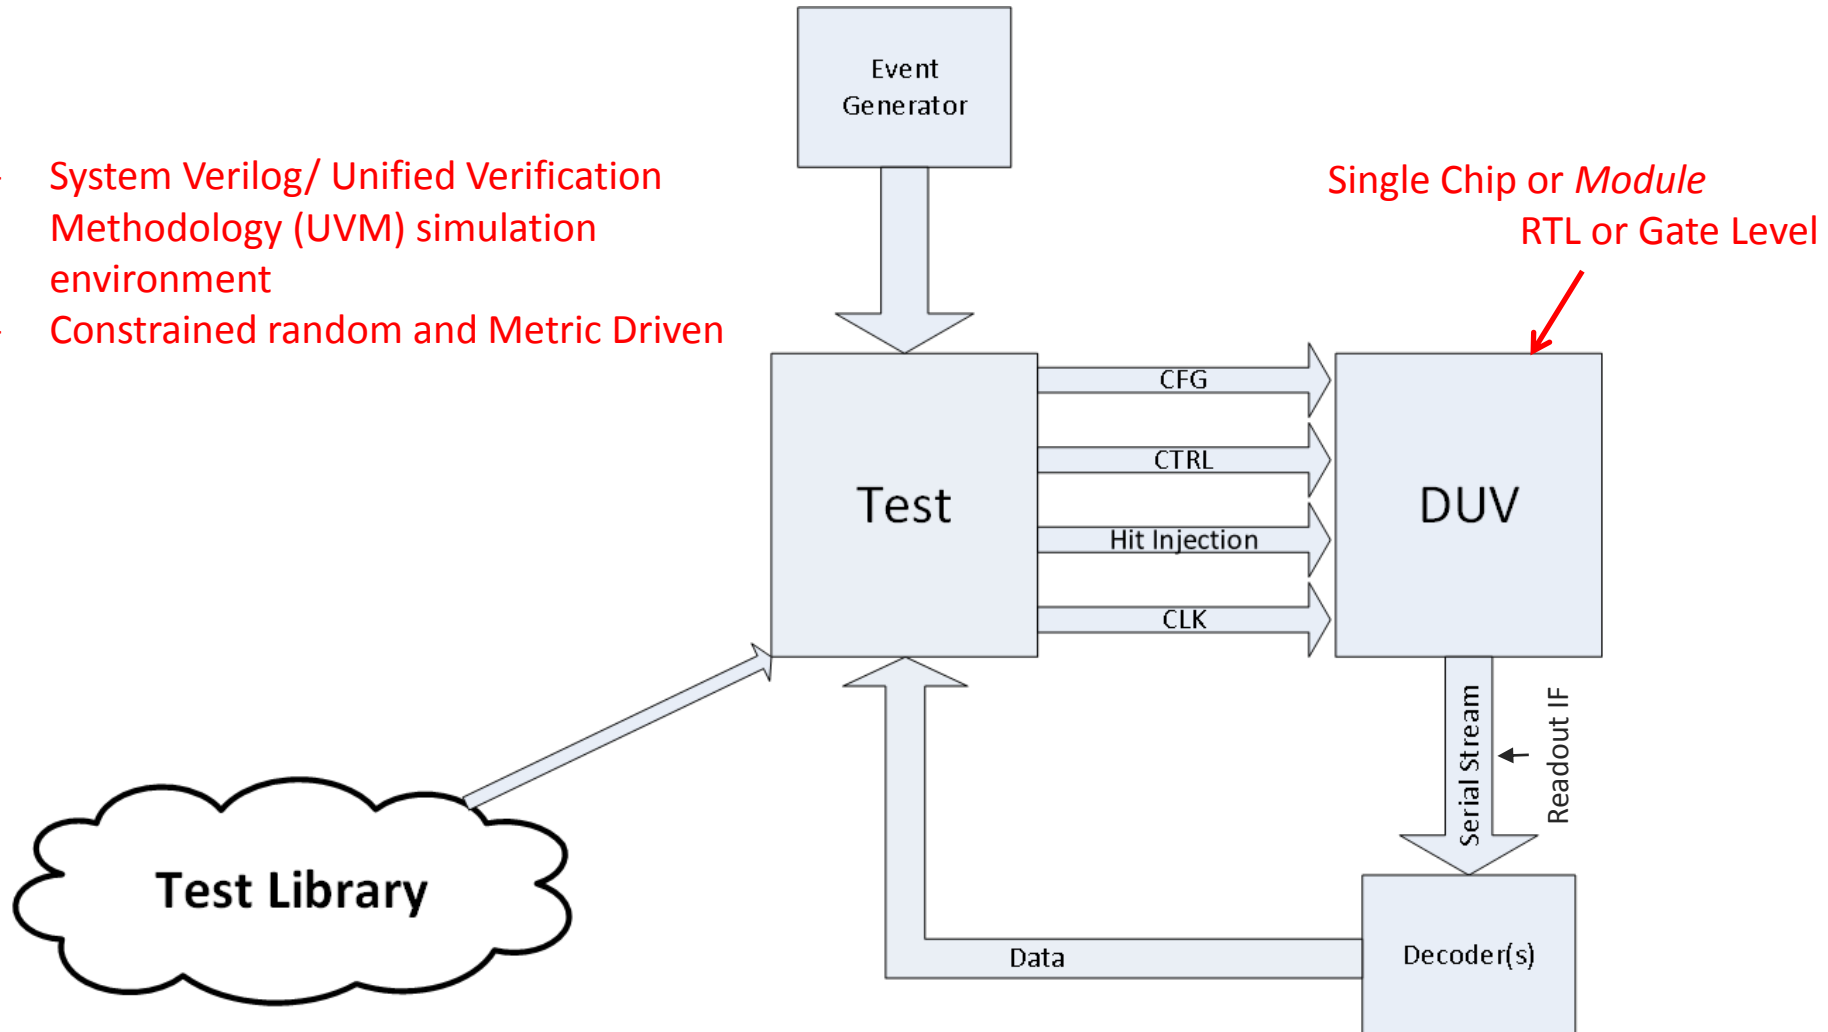 Event
Generator
- System Verilog/ Unified Verification
Methodology (UVM) simulation
environment
- Constrained random and Metric Driven
Single Chip or Module
RTL or Gate Level
CFG
CTRL
Hit Injection
CLK
Test
DUV
Serial Stream
Readout IF
Test Library
Data
Decoder(s)